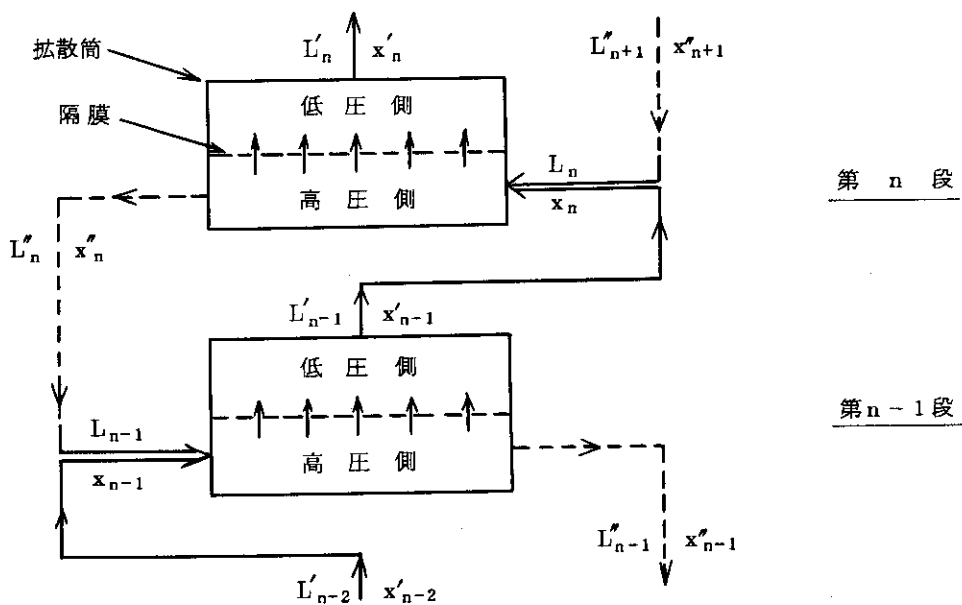 L′n x′n
L″n+1 x″n+1
拡散筒
低圧側
隔膜
Ln
高圧側
xn
第 n 段
L″n x″n
L′n-1 x′n-1
低圧側
第n-1段
Ln-1
高圧側
xn-1
L″n-1 x″n-1
L′n-2 x′n-2